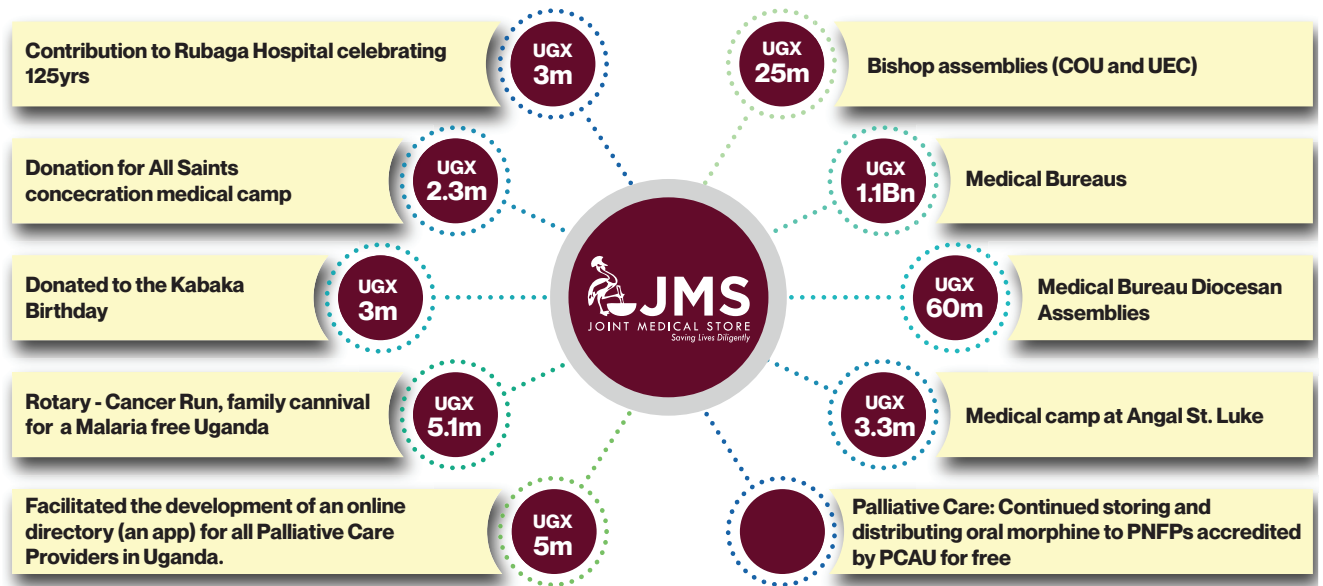 Contribution to Rubaga Hospital celebrating
125yrs
UGX
3m
UGX
25m
Bishop assemblies (COU and UEC)
Donation for All Saints
concecration medical camp
UGX
2.3m
UGX
1.1Bn
Medical Bureaus
Donated to the Kabaka
Birthday
UGX
3m
JMS
JOINT MEDICAL STORE
Saving Lives Diligently
UGX
60m
Medical Bureau Diocesan
Assemblies
Rotary - Cancer Run, family cannival
for a Malaria free Uganda
UGX
5.1m
UGX
3.3m
Medical camp at Angal St. Luke
Facilitated the development of an online
directory (an app) for all Palliative Care
Providers in Uganda.
UGX
5m
Palliative Care: Continued storing and
distributing oral morphine to PNFPs accredited
by PCAU for free